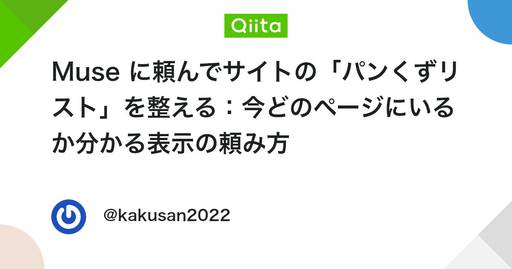 Qiita
Muse に頼んでサイトの「パンくずリ
スト」を整える：今どのページにいる
か分かる表示の頼み方
@kakusan2022